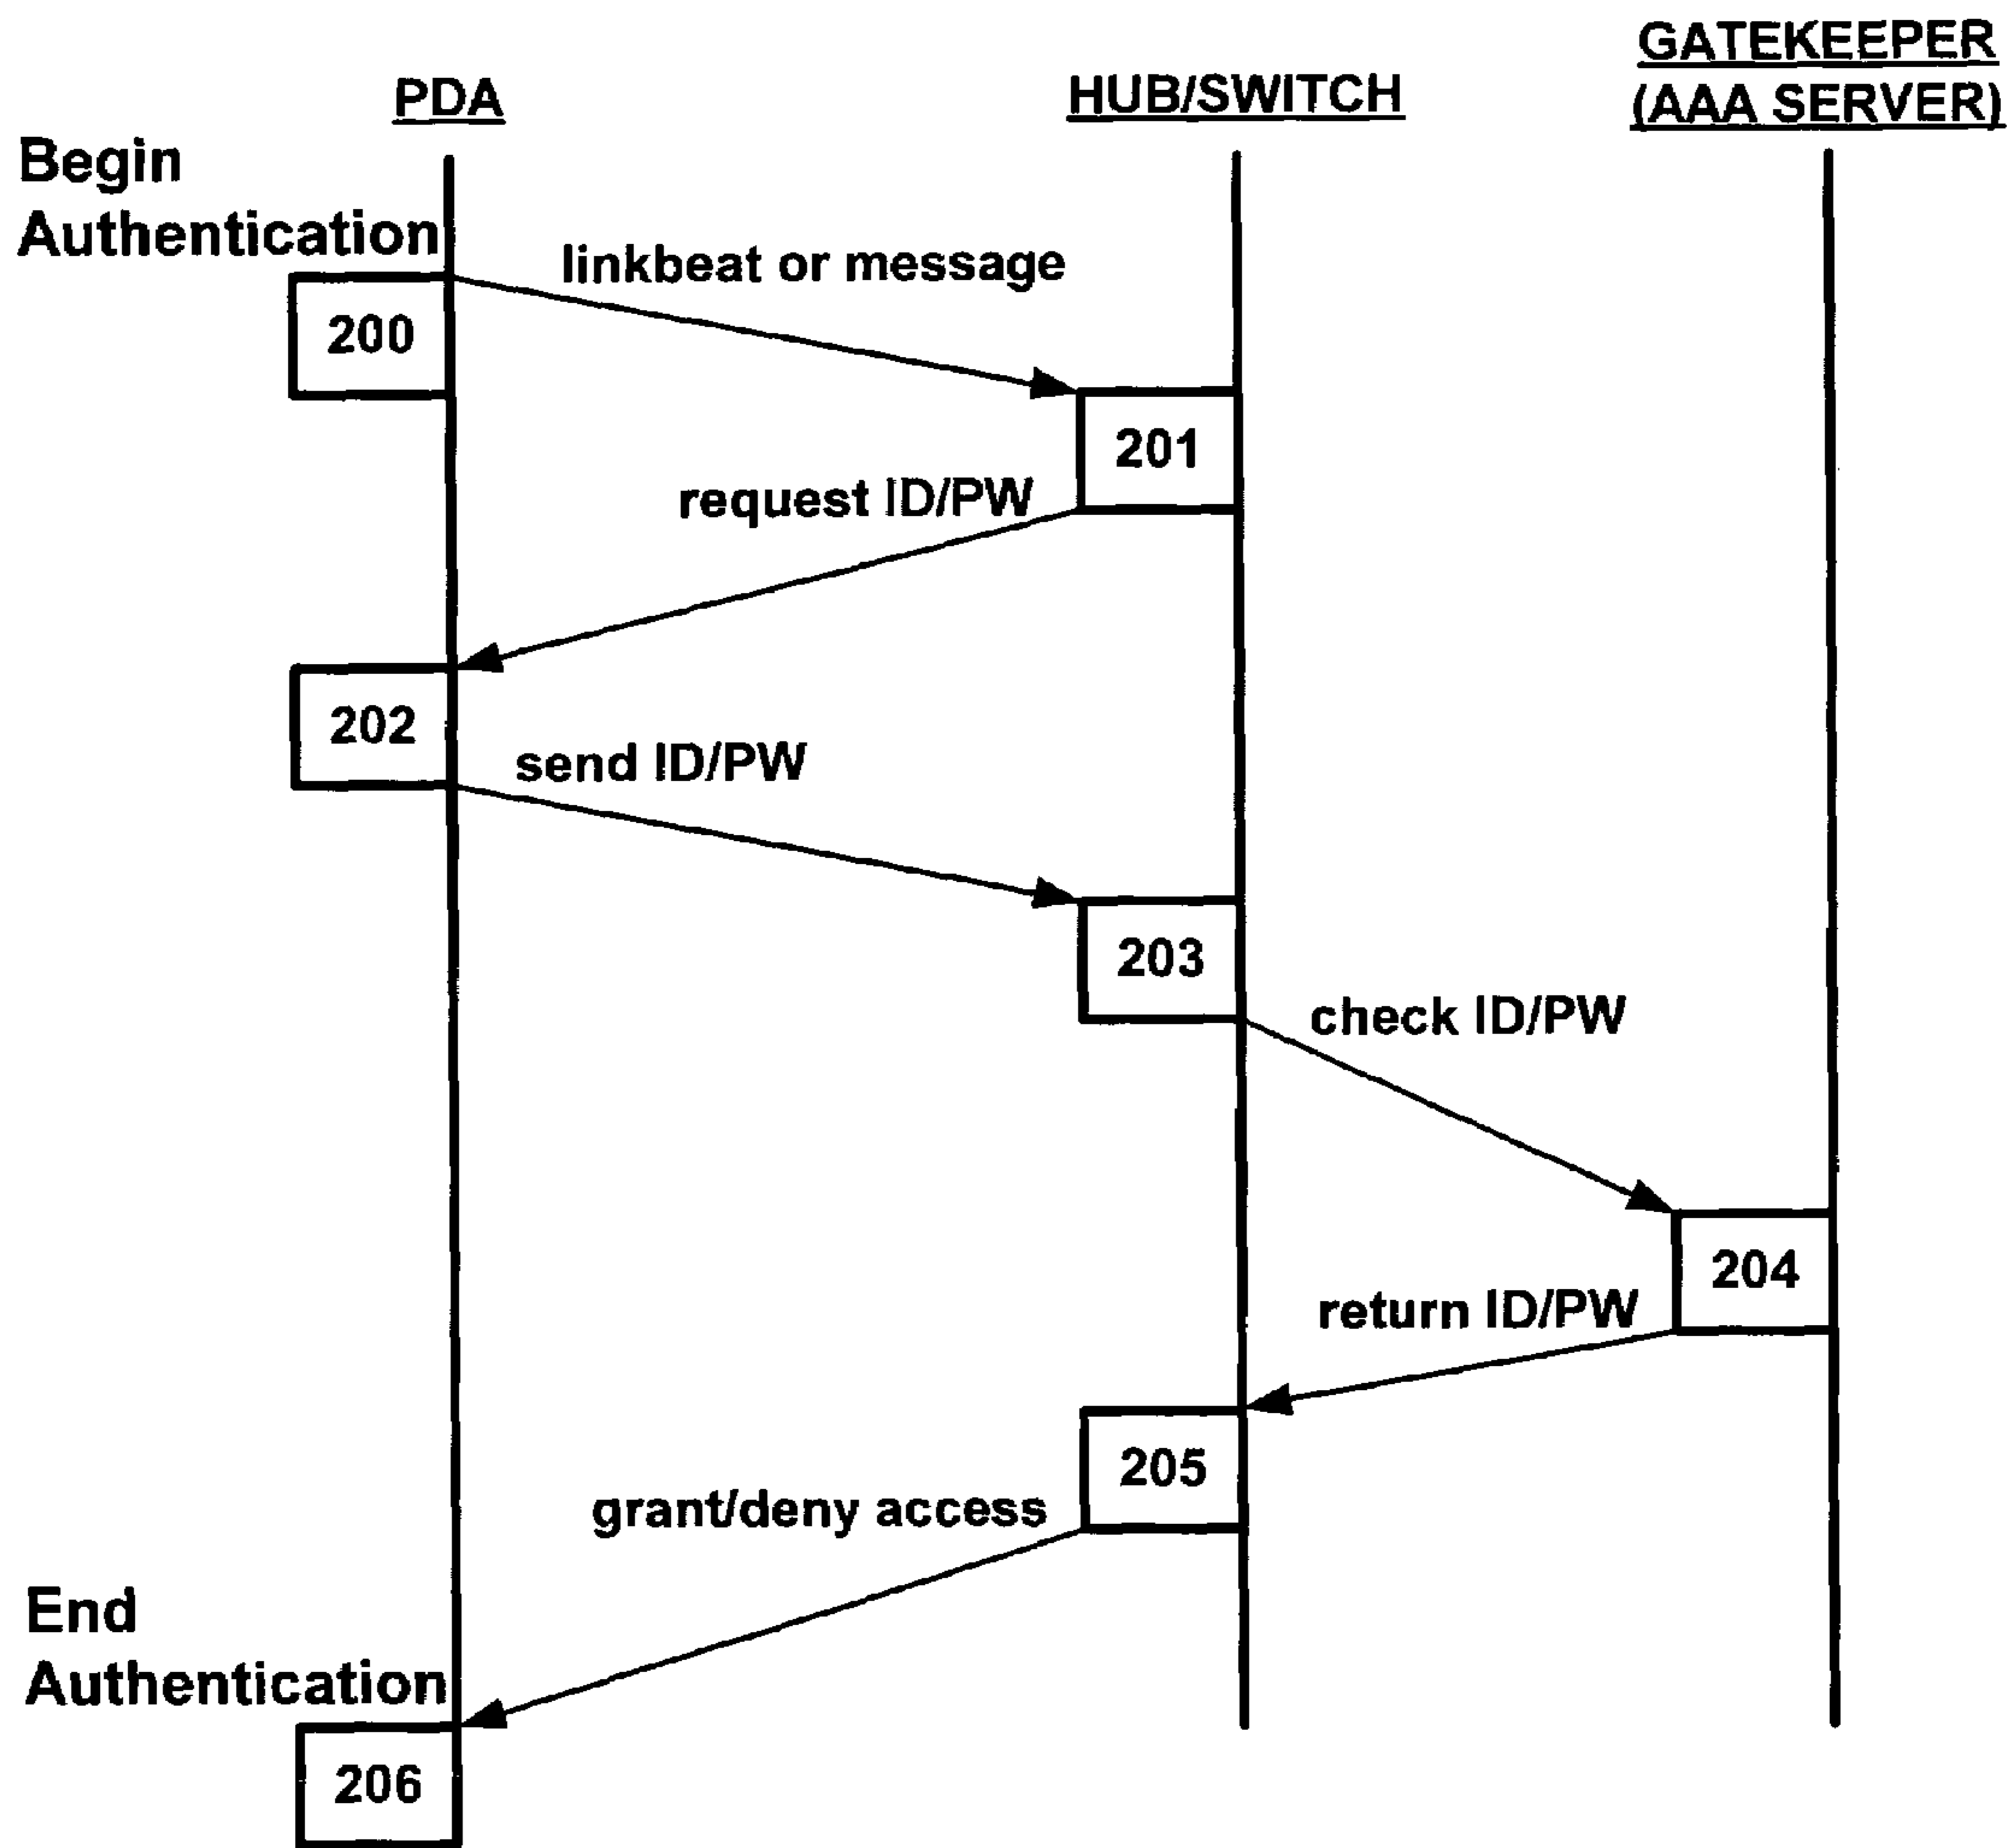 GATEKEEPER
(AAA SERVER)
PDA
HUB/SWITCH
Begin
Authentication
linkbeat or message
200
201
request ID/PW
202
send ID/PW
203
check ID/PW
204
return ID/PW
205
grant/deny access
End
Authentication
206